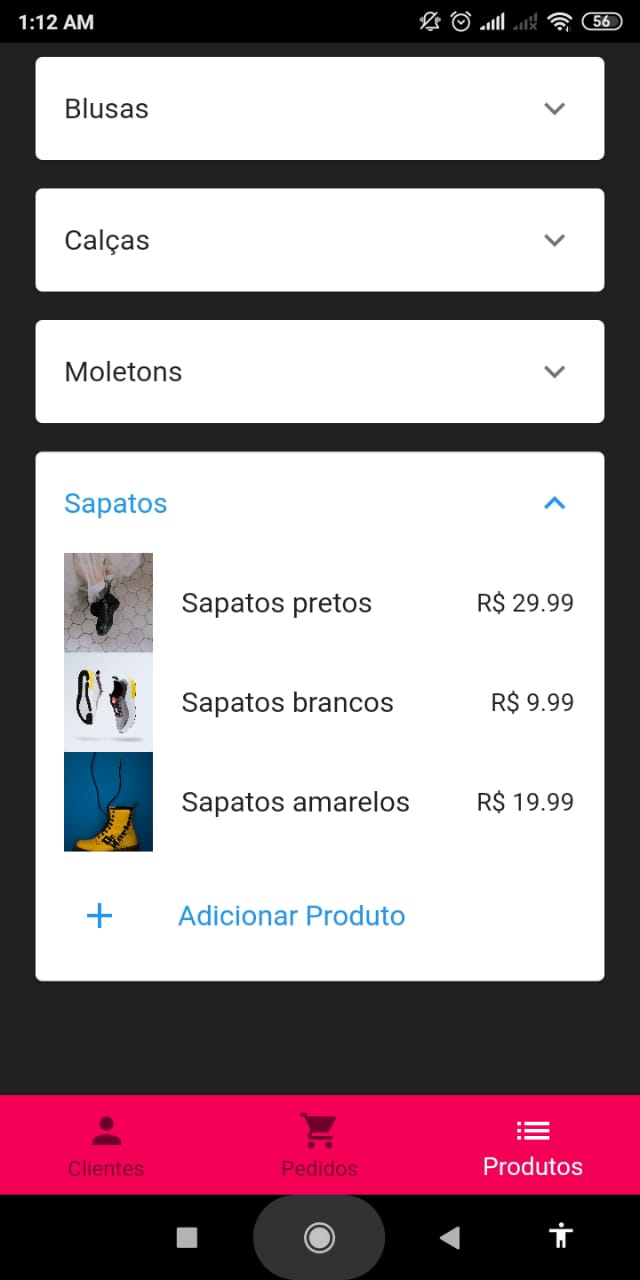 1:12 AM
56
Blusas
Calças
Moletons
Sapatos
Sapatos pretos R$ 29.99
Sapatos brancos R$ 9.99
Sapatos amarelos R$ 19.99
+ Adicionar Produto
Clientes Pedidos Produtos